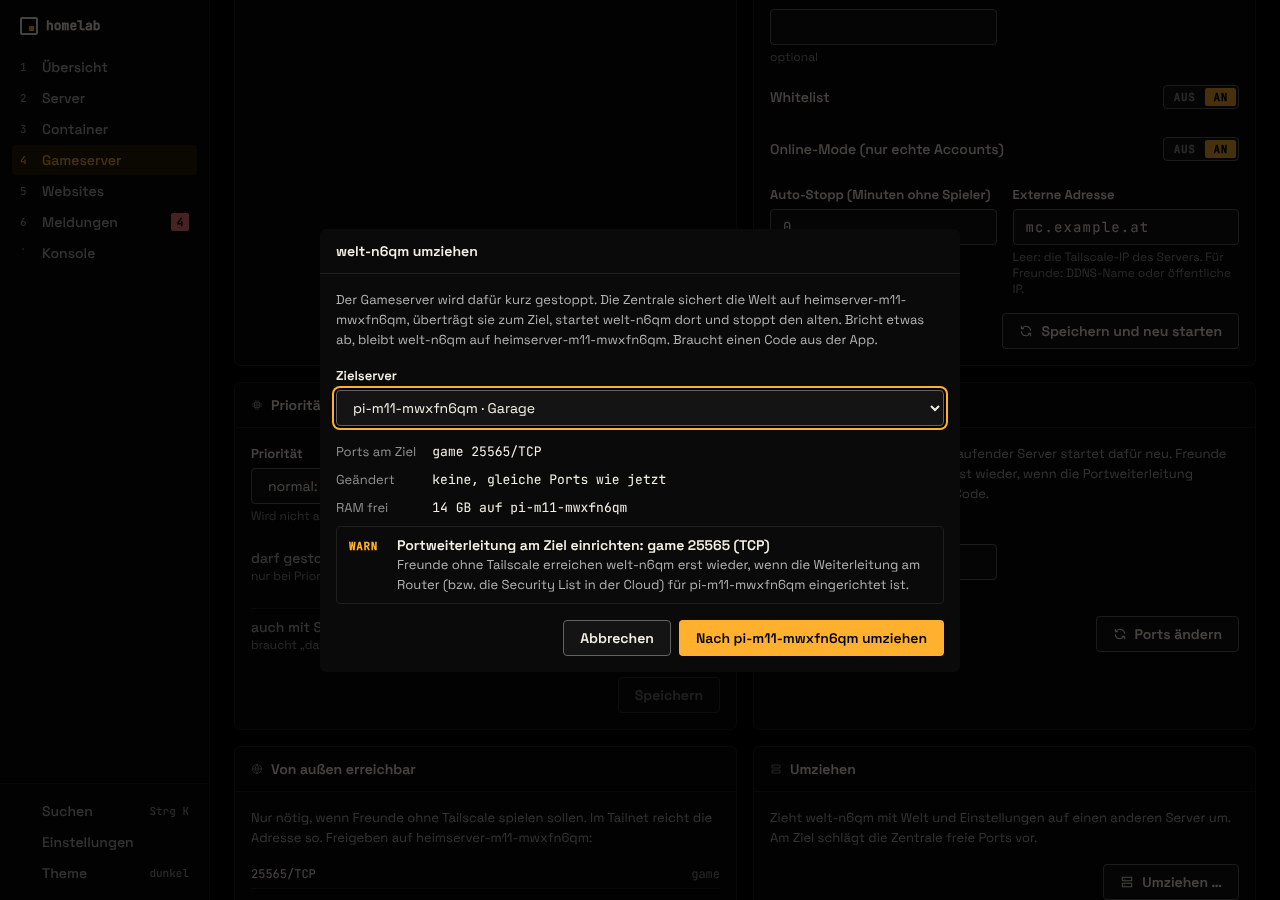 homelab
1 Übersicht
2 Server
3 Container
4 Gameserver
5 Websites
6 Meldungen 4
` Konsole
Suchen Strg K
Einstellungen
Theme dunkel
optional
Whitelist AUS AN
Online-Mode (nur echte Accounts) AUS AN
Auto-Stopp (Minuten ohne Spieler) Externe Adresse
0 mc.example.at
Leer: die Tailscale-IP des Servers. Für
Freunde: DDNS-Name oder öffentliche
IP.
Speichern und neu starten
welt-n6qm umziehen
Der Gameserver wird dafür kurz gestoppt. Die Zentrale sichert die Welt auf heimserver-m11-
mwxfn6qm, überträgt sie zum Ziel, startet welt-n6qm dort und stoppt den alten. Bricht etwas
ab, bleibt welt-n6qm auf heimserver-m11-mwxfn6qm. Braucht einen Code aus der App.
Zielserver
pi-m11-mwxfn6qm · Garage
Ports am Ziel game 25565/TCP
Geändert keine, gleiche Ports wie jetzt
RAM frei 14 GB auf pi-m11-mwxfn6qm
WARN Portweiterleitung am Ziel einrichten: game 25565 (TCP)
Freunde ohne Tailscale erreichen welt-n6qm erst wieder, wenn die Weiterleitung am
Router (bzw. die Security List in der Cloud) für pi-m11-mwxfn6qm eingerichtet ist.
Abbrechen Nach pi-m11-mwxfn6qm umziehen
Priorität
normal:
Wird nicht a
darf gesto
nur bei Prior
auch mit S
braucht „da
Speichern
aufender Server startet dafür neu. Freunde
st wieder, wenn die Portweiterleitung
Code.
Ports ändern
Von außen erreichbar
Nur nötig, wenn Freunde ohne Tailscale spielen sollen. Im Tailnet reicht die
Adresse so. Freigeben auf heimserver-m11-mwxfn6qm:
25565/TCP game
Umziehen
Zieht welt-n6qm mit Welt und Einstellungen auf einen anderen Server um.
Am Ziel schlägt die Zentrale freie Ports vor.
Umziehen …